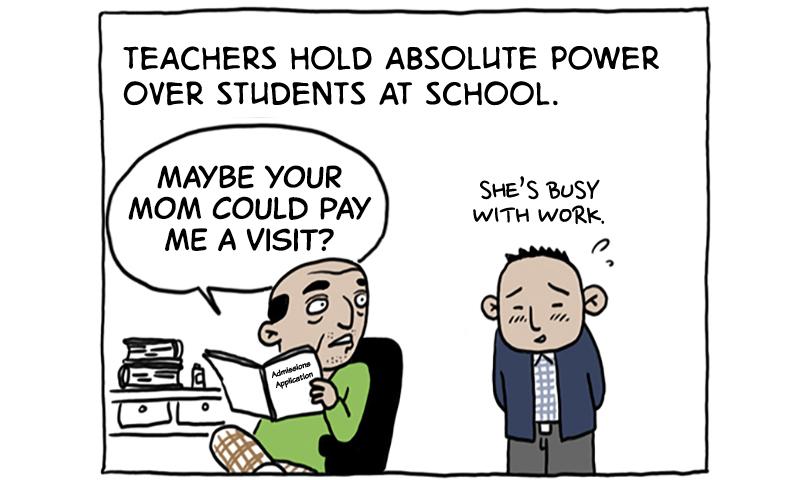 TEACHERS HOLD ABSOLUTE POWER
OVER STUDENTS AT SCHOOL.
MAYBE YOUR
MOM COULD PAY
ME A VISIT?
SHE'S BUSY
WITH WORK.
Admissions
Application